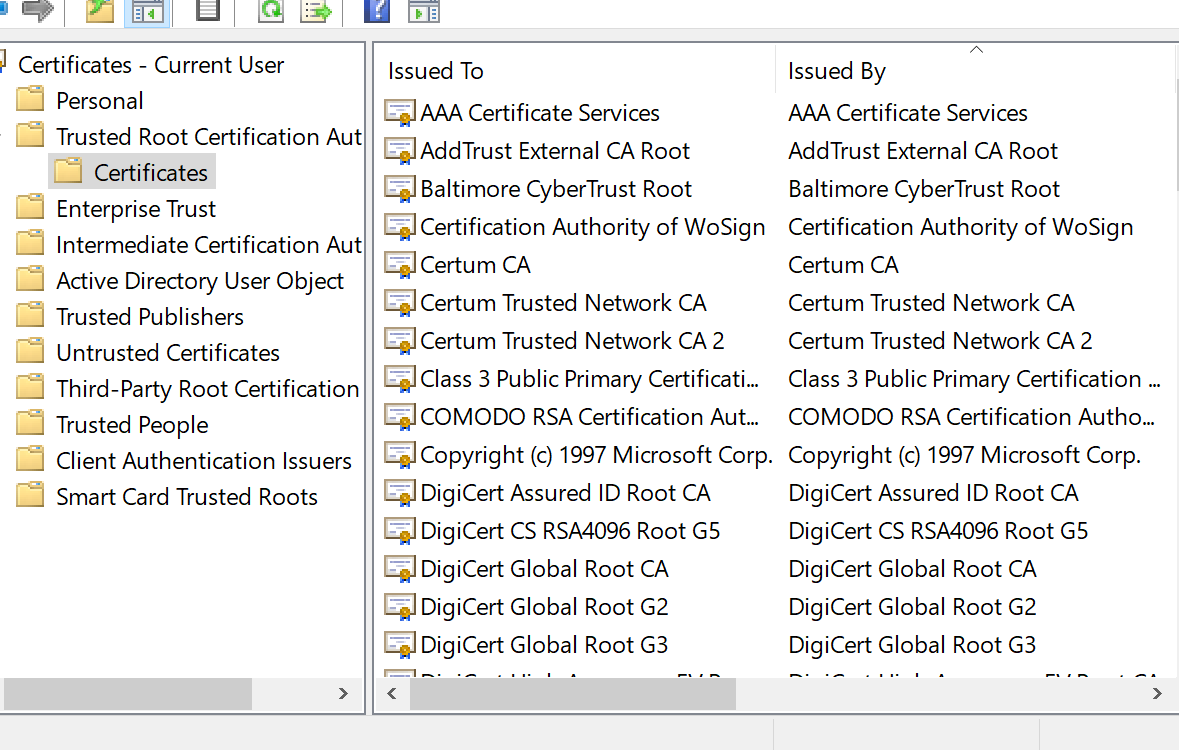 Certificates - Current User
Personal
Trusted Root Certification Aut
Certificates
Enterprise Trust
Intermediate Certification Aut
Active Directory User Object
Trusted Publishers
Untrusted Certificates
Third-Party Root Certification
Trusted People
Client Authentication Issuers
Smart Card Trusted Roots
Issued To Issued By
AAA Certificate Services AAA Certificate Services
AddTrust External CA Root AddTrust External CA Root
Baltimore CyberTrust Root Baltimore CyberTrust Root
Certification Authority of WoSign Certification Authority of WoSign
Certum CA Certum CA
Certum Trusted Network CA Certum Trusted Network CA
Certum Trusted Network CA 2 Certum Trusted Network CA 2
Class 3 Public Primary Certificati... Class 3 Public Primary Certification ...
COMODO RSA Certification Aut... COMODO RSA Certification Autho...
Copyright (c) 1997 Microsoft Corp. Copyright (c) 1997 Microsoft Corp.
DigiCert Assured ID Root CA DigiCert Assured ID Root CA
DigiCert CS RSA4096 Root G5 DigiCert CS RSA4096 Root G5
DigiCert Global Root CA DigiCert Global Root CA
DigiCert Global Root G2 DigiCert Global Root G2
DigiCert Global Root G3 DigiCert Global Root G3